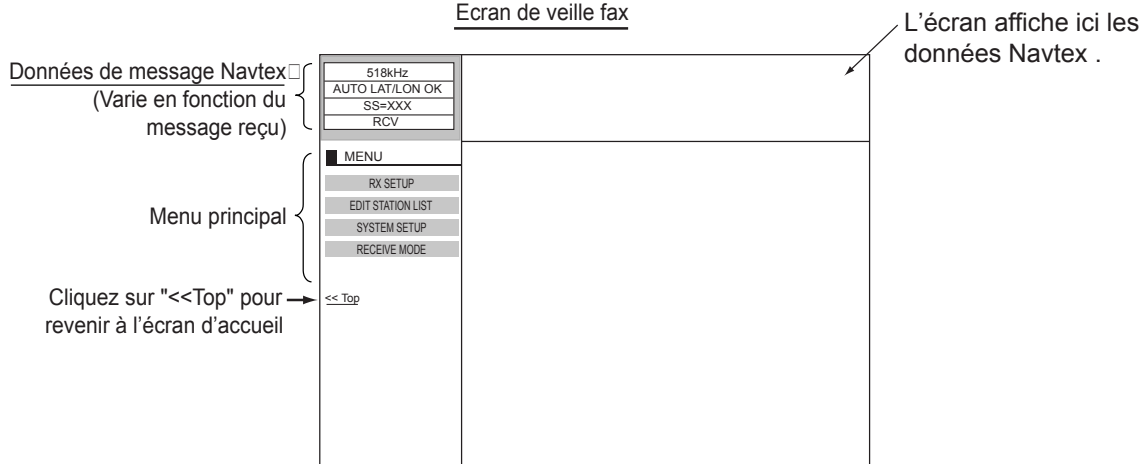 Ecran de veille fax
L'écran affiche ici les
données Navtex .
Données de message Navtex
(Varie en fonction du
message reçu)
518kHz
AUTO LAT/LON OK
SS=XXX
RCV
MENU
RX SETUP
EDIT STATION LIST
SYSTEM SETUP
RECEIVE MODE
Menu principal
Cliquez sur "<<Top" pour
revenir à l'écran d'accueil
<< Top